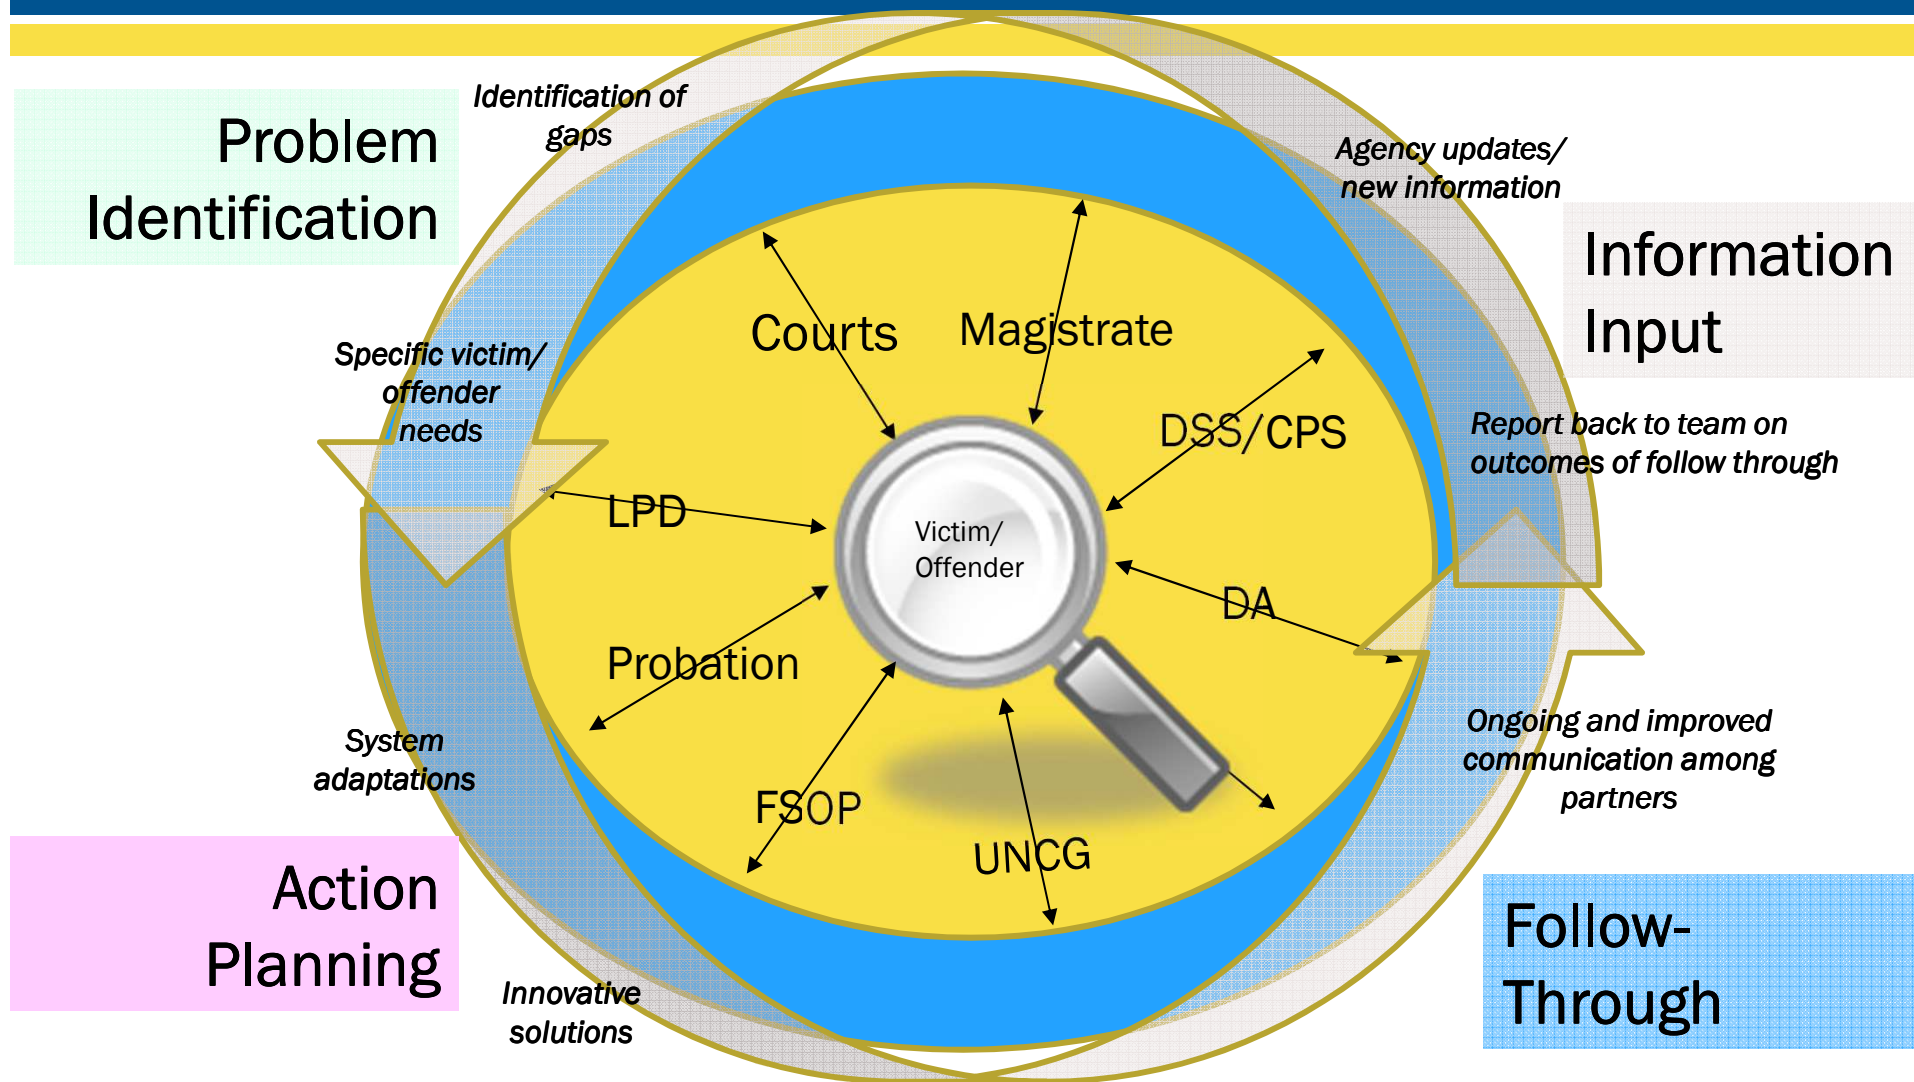 Identification of
gaps
Problem
Identification
Agency updates/
new information
Information
Input
Courts
Magistrate
Specific victim/
offender
needs
DSS/CPS
Report back to team on
outcomes of follow through
LPD
Victim/
Offender
DA
Probation
System
adaptations
Ongoing and improved
communication among
partners
FSOP
UNCG
Action
Planning
Follow-
Through
Innovative
solutions